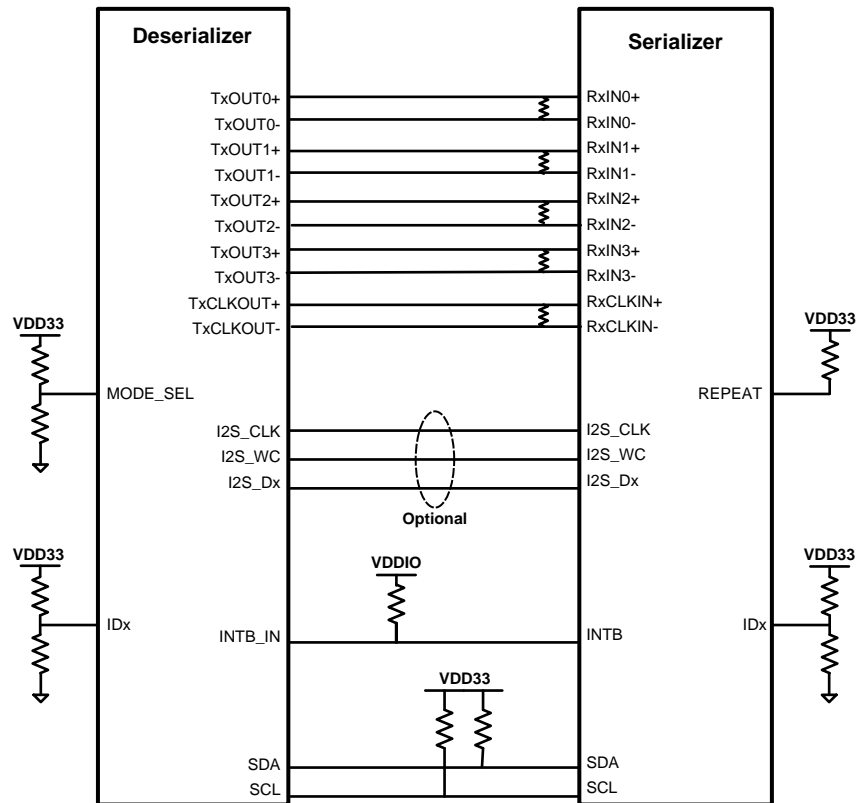 Deserializer
Serializer
TxOUT0+
RxIN0+
TxOUT0-
RxIN0-
TxOUT1+
RxIN1+
TxOUT1-
RxIN1-
TxOUT2+
RxIN2+
TxOUT2-
RxIN2-
TxOUT3+
RxIN3+
TxOUT3-
RxIN3-
TxCLKOUT+
RxCLKIN+
VDD33
TxCLKOUT-
RxCLKIN-
VDD33
MODE_SEL
REPEAT
I2S_CLK
I2S_CLK
I2S_WC
I2S_WC
I2S_Dx
I2S_Dx
Optional
VDD33
VDDIO
VDD33
IDx
IDx
INTB_IN
INTB
VDD33
SDA
SDA
SCL
SCL